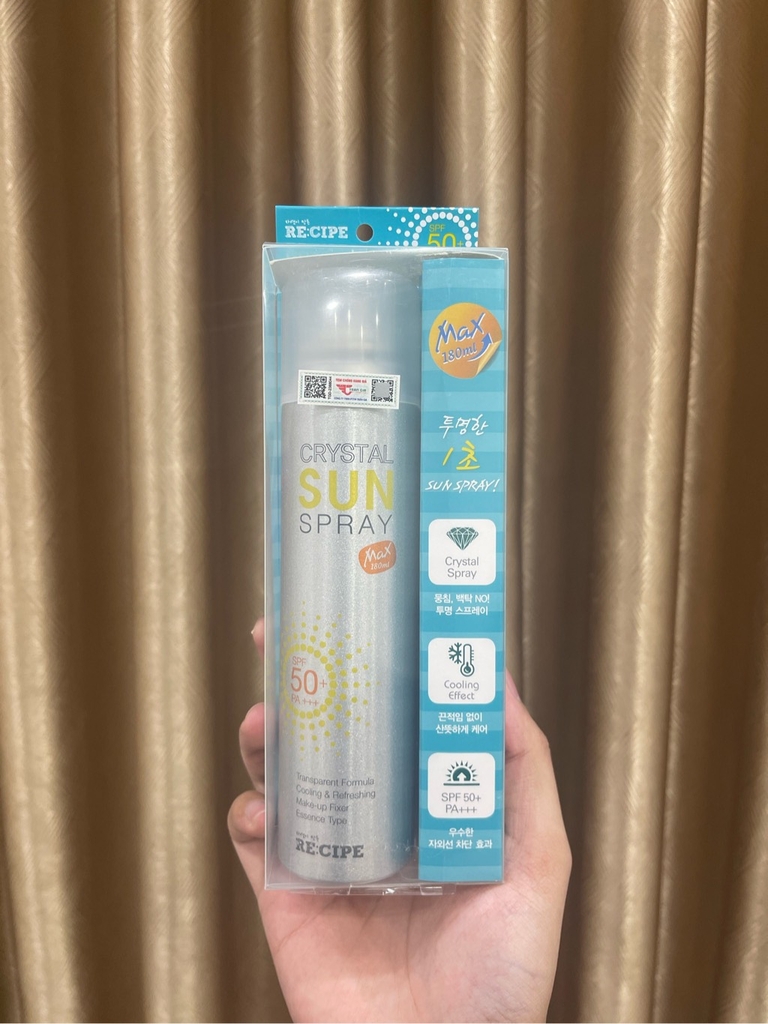 RE:CIPE
SPF
50+
Max
180ml
CRYSTAL
SUN
SPRAY
Max
180ml
SPF
50+
PA+++
Transparent Formula
Cooling & Refreshing
Make-up Fixer
Essence Type
RE:CIPE
투명한
1초
SUN SPRAY!
Crystal
Spray
뭉침, 백탁 NO!
투명 스프레이
Cooling
Effect
끈적임 없이
산뜻하게 케어
SPF 50+
PA+++
우수한
자외선 차단 효과